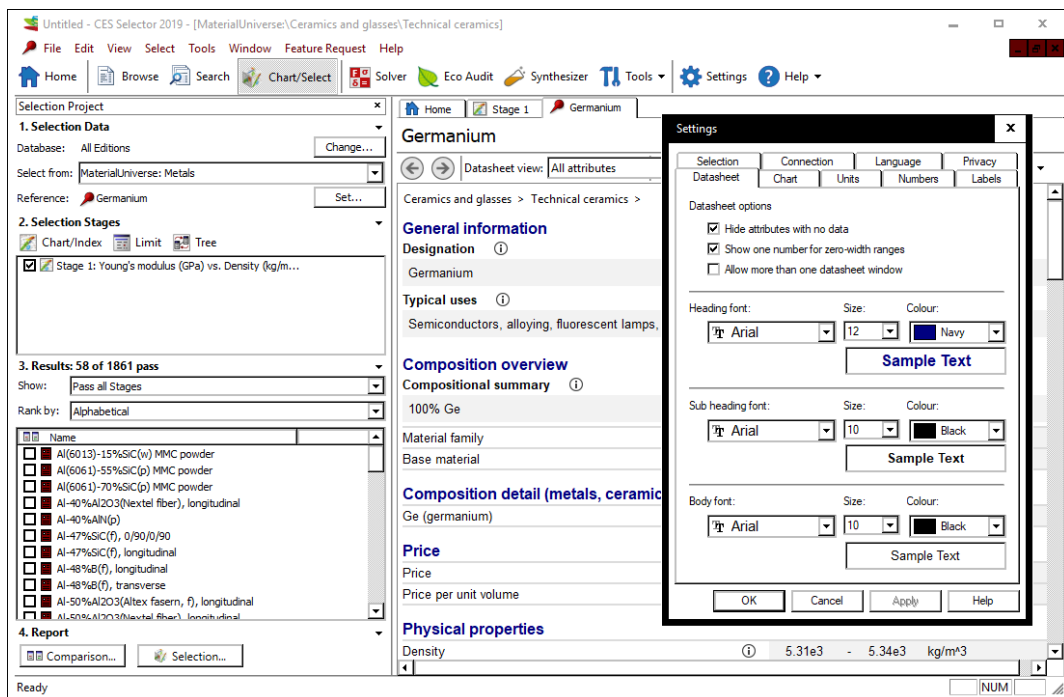 Untitled - CES Selector 2019 - [MaterialUniverse:\Ceramics and glasses\Technical ceramics]
File Edit View Select Tools Window Feature Request Help
Home Browse Search Chart/Select Solver Eco Audit Synthesizer Tools Settings Help
Selection Project
1. Selection Data
Database: All Editions Change...
Select from: MaterialUniverse: Metals
Reference: Germanium Set...
2. Selection Stages
Chart/Index Limit Tree
Stage 1: Young's modulus (GPa) vs. Density (kg/m...
3. Results: 58 of 1861 pass
Show: Pass all Stages
Rank by: Alphabetical
Name
Al(6013)-15%SiC(w) MMC powder
Al(6061)-55%SiC(p) MMC powder
Al(6061)-70%SiC(p) MMC powder
Al-40%Al2O3(Nextel fiber), longitudinal
Al-40%AlN(p)
Al-47%SiC(f), 0/90/0/90
Al-47%SiC(f), longitudinal
Al-48%B(f), longitudinal
Al-48%B(f), transverse
Al-50%Al2O3(Altex fasern, f), longitudinal
Al-50%Al2O3(Nextel fiber), longitudinal
4. Report
Comparison... Selection...
Ready
Home Stage 1 Germanium
Germanium
Datasheet view: All attributes
Ceramics and glasses > Technical ceramics >
General information
Designation
Germanium
Typical uses
Semiconductors, alloying, fluorescent lamps,
Composition overview
Compositional summary
100% Ge
Material family
Base material
Composition detail (metals, ceramic
Ge (germanium)
Price
Price
Price per unit volume
Physical properties
Density 5.31e3 - 5.34e3 kg/m^3
NUM
Settings
Selection Connection Language Privacy
Datasheet Chart Units Numbers Labels
Datasheet options
Hide attributes with no data
Show one number for zero-width ranges
Allow more than one datasheet window
Heading font: Size: Colour:
Arial 12 Navy
Sample Text
Sub heading font: Size: Colour:
Arial 10 Black
Sample Text
Body font: Size: Colour:
Arial 10 Black
Sample Text
OK Cancel Apply Help